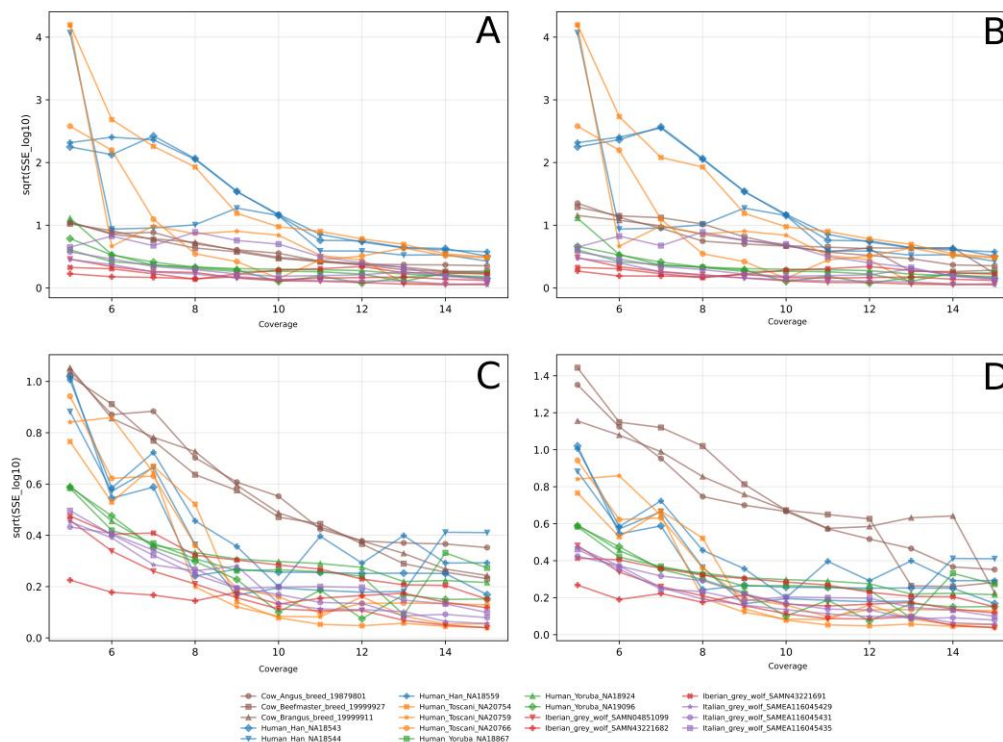 A
B
4
3
2
1
0
sqrt(SSE_log10)
6 8 10 12 14
Coverage
4
3
2
1
0
6 8 10 12 14
Coverage
C
D
1.0
0.8
0.6
0.4
0.2
0.0
sqrt(SSE_log10)
6 8 10 12 14
Coverage
1.4
1.2
1.0
0.8
0.6
0.4
0.2
0.0
6 8 10 12 14
Coverage
Cow_Angus_breed_19879801
Cow_Beefmaster_breed_19999927
Cow_Brangus_breed_19999911
Human_Han_NA18543
Human_Han_NA18544
Human_Han_NA18559
Human_Toscani_NA20754
Human_Toscani_NA20759
Human_Toscani_NA20766
Human_Yoruba_NA18867
Human_Yoruba_NA18924
Human_Yoruba_NA19096
Iberian_grey_wolf_SAMN04851099
Iberian_grey_wolf_SAMN43221682
Iberian_grey_wolf_SAMN43221691
Italian_grey_wolf_SAMEA116045429
Italian_grey_wolf_SAMEA116045431
Italian_grey_wolf_SAMEA116045435